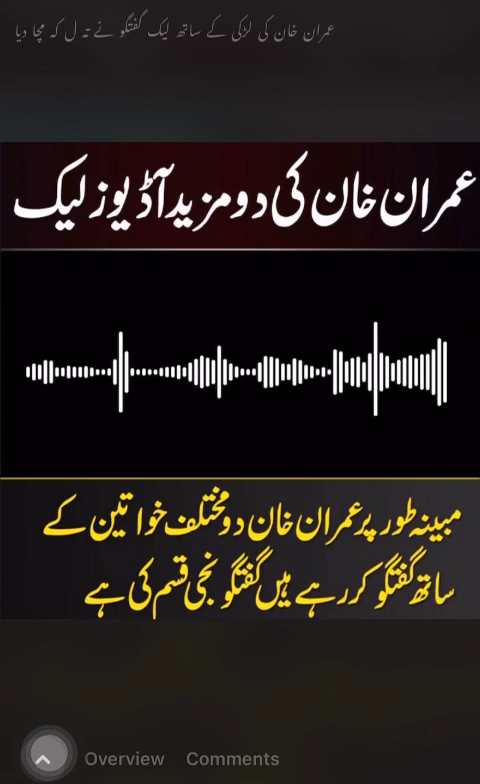 عمران خان کی لڑکی کے ساتھ لیک گفتگو نے تہ ل کہ مچا دیا
عمران خان کی دو مزید آڈیوز لیک
مبینہ طور پر عمران خان دو مختلف خواتین کے
ساتھ گفتگو کر رہے ہیں گفتگو نجی قسم کی ہے
Overview Comments